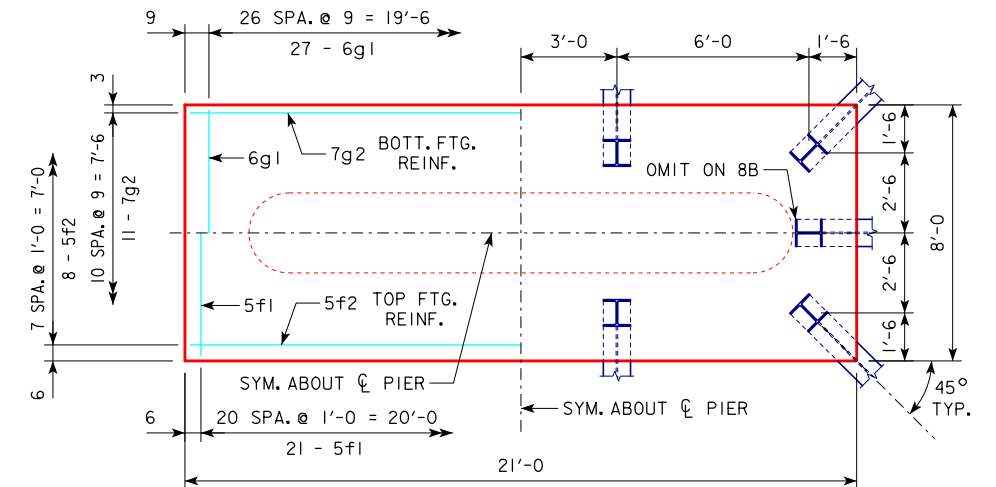 9
26 SPA. @ 9 = 19'-6
27 - 6g1
3'-0
6'-0
1'-6
3
10 SPA. @ 9 = 7'-6
11 - 7g2
7 SPA. @ 1'-0 = 7'-0
8 - 5f2
6
6g1
7g2
BOTT. FTG.
REINF.
OMIT ON 8B
1'-6
2'-6
8'-0
2'-6
1'-6
5f1
5f2
TOP FTG.
REINF.
SYM. ABOUT ℄ PIER
SYM. ABOUT ℄ PIER
45°
TYP.
6
20 SPA. @ 1'-0 = 20'-0
21 - 5f1
21'-0